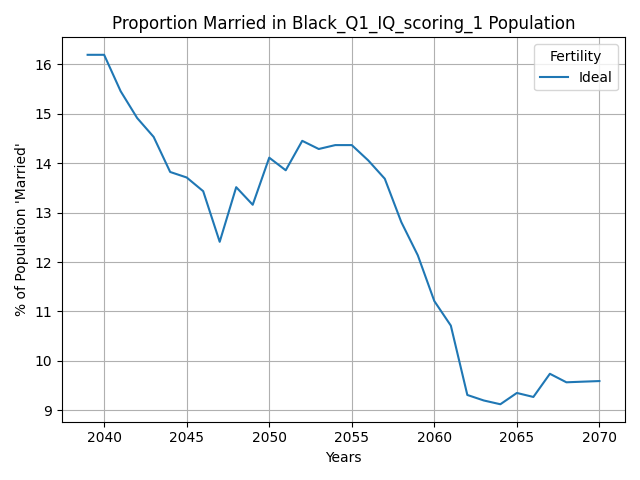 Proportion Married in Black_Q1_IQ_scoring_1 Population
Fertility
Ideal
% of Population 'Married'
16
15
14
13
12
11
10
9
2040 2045 2050 2055 2060 2065 2070
Years